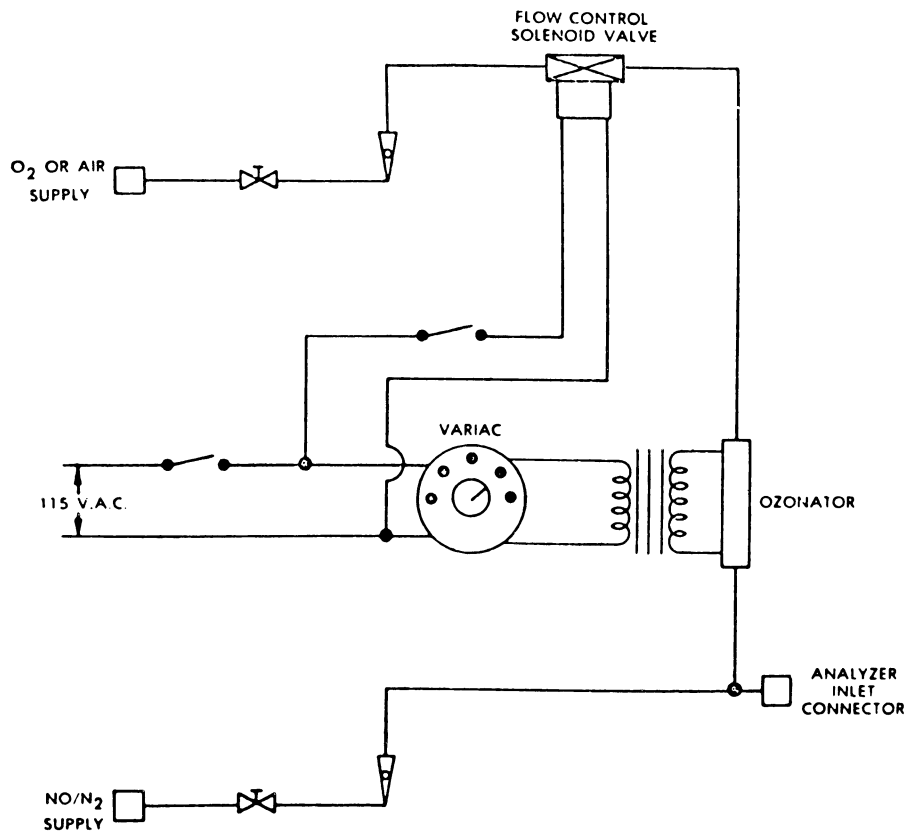 FLOW CONTROL
SOLENOID VALVE
O2 OR AIR
SUPPLY
VARIAC
115 V.A.C.
OZONATOR
ANALYZER
INLET
CONNECTOR
NO/N2
SUPPLY